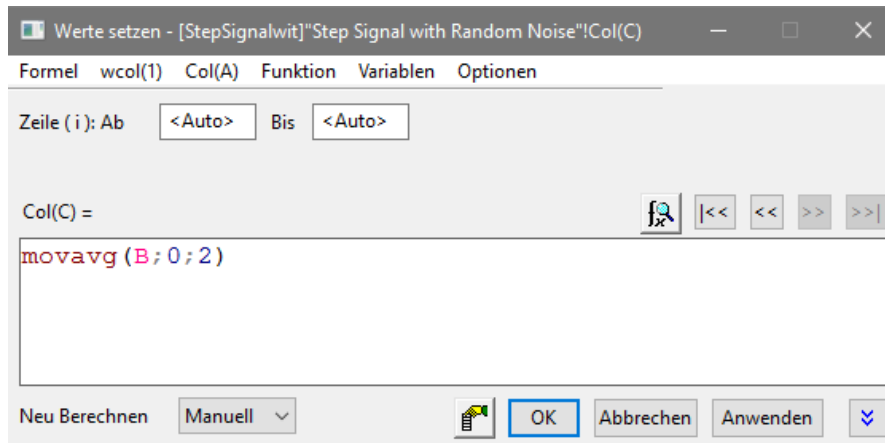 Werte setzen - [StepSignalwit]"Step Signal with Random Noise"!Col(C)
Formel wcol(1) Col(A) Funktion Variablen Optionen
Zeile ( i ): Ab <Auto> Bis <Auto>
Col(C) = |<< << >> >>|
movavg(B;0;2)
Neu Berechnen Manuell OK Abbrechen Anwenden